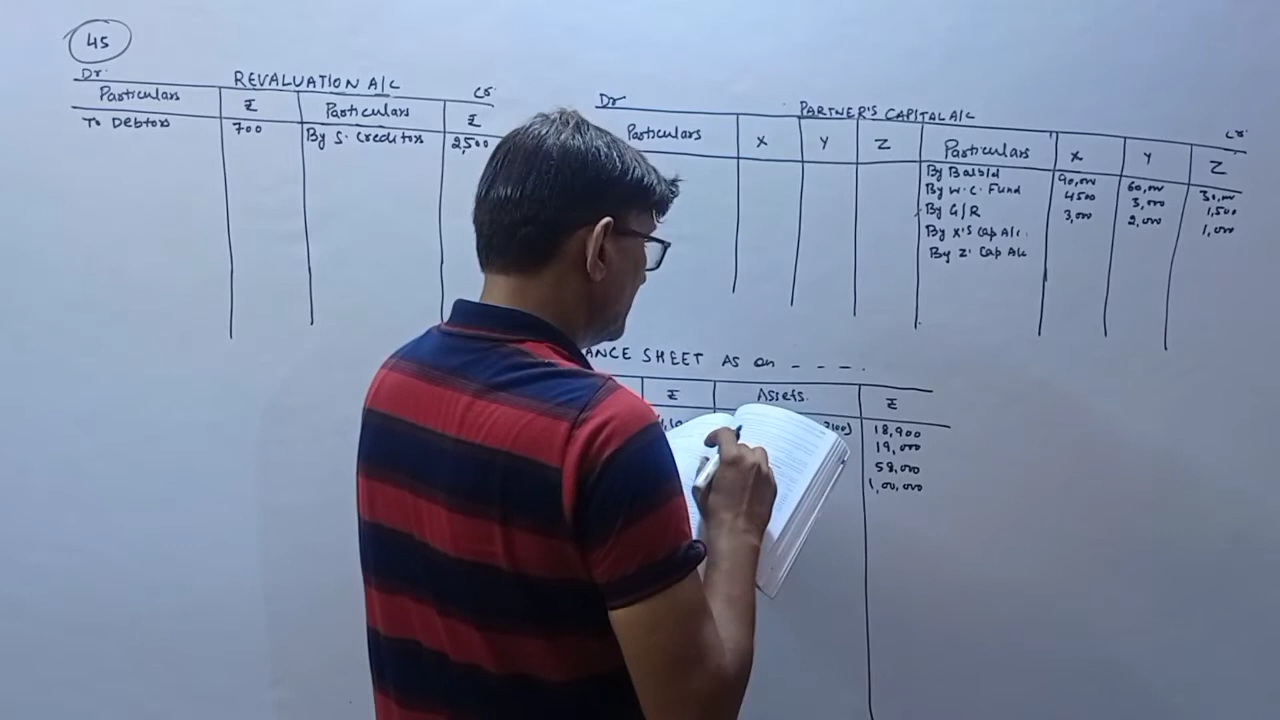 45
Dr. REVALUATION A/C Cr.
Particulars ₹ Particulars ₹
To Debtors 700 By S. Creditors 2,500
Dr PARTNER'S CAPITAL A/C Cr.
Particulars X Y Z Particulars X Y Z
By Bal b/d 90,000 60,000 30,000
By W.C. Fund 4500 3,000 1,500
By G/R 3,000 2,000 1,000
By X's Cap A/c.
By Z' Cap A/c
ANCE SHEET AS on - - - .
₹ Assets. ₹
18,900
19,000
58,000
1,00,000